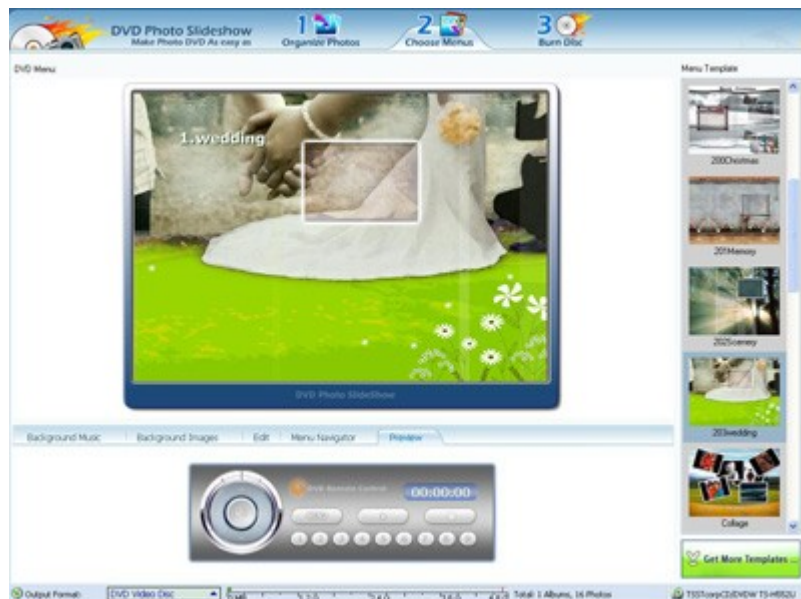 DVD Photo Slideshow
Make Photo DVD As easy as
1
Organize Photos
2
Choose Menus
3
Burn Disc
DVD Menu:
Menu Template
1.wedding
DVD Photo SlideShow
200Christmas
201Memory
202Scenery
203wedding
Collage
Background Music
Background Images
Edit
Menu Navigator
Preview
DVD Remote Control
00:00:00
Get More Templates ...
Output Format:
DVD Video Disc
Total: 1 Albums, 16 Photos